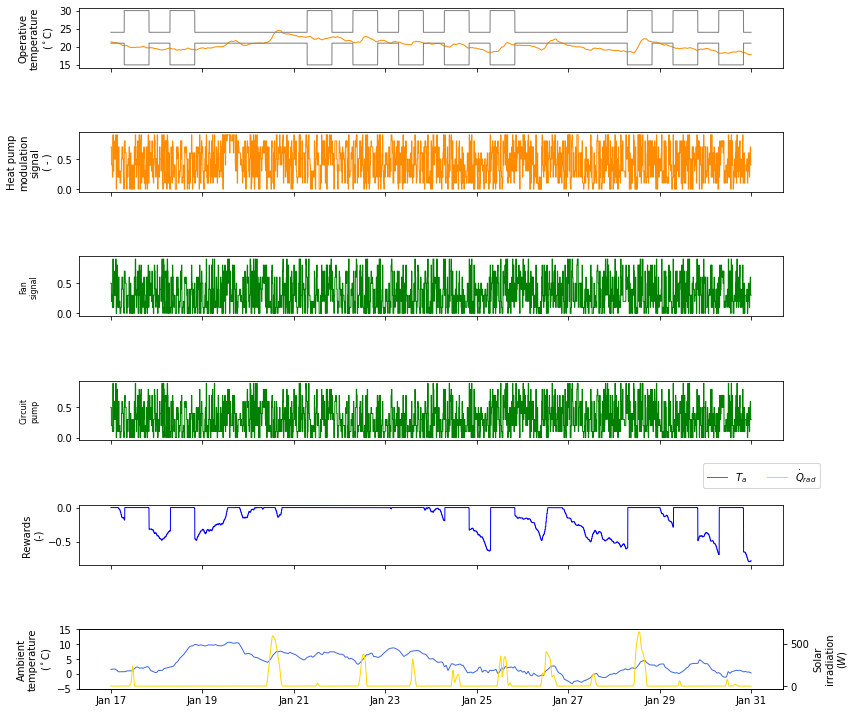 Operative
temperature
(°C)
30
25
20
15
Heat pump
modulation
signal
( - )
0.5
0.0
Fan
signal
0.5
0.0
Circuit
pump
0.5
0.0
T_a
Q̇_rad
Rewards
(-)
0.0
−0.5
Ambient
temperature
(°C)
15
10
5
0
−5
500
0
Solar
irradiation
(W)
Jan 17 Jan 19 Jan 21 Jan 23 Jan 25 Jan 27 Jan 29 Jan 31